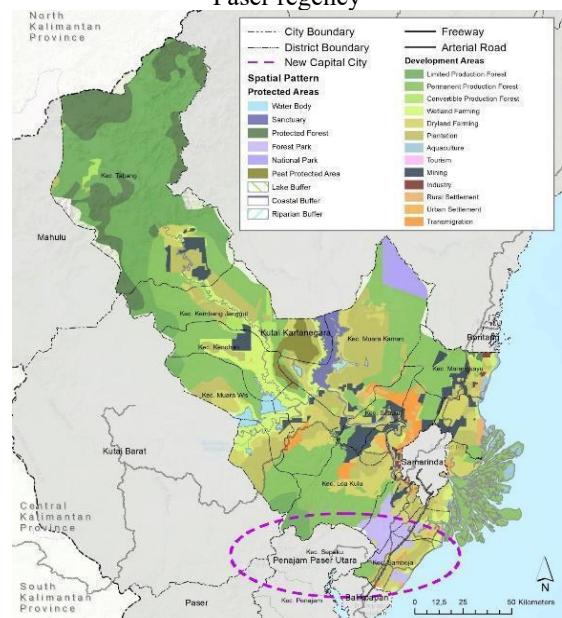 Paser regency
North
Kalimantan
Province
City Boundary
District Boundary
New Capital City
Freeway
Arterial Road
Spatial Pattern
Protected Areas
Water Body
Sanctuary
Protected Forest
Forest Park
National Park
Peat Protected Area
Lake Buffer
Coastal Buffer
Riparian Buffer
Development Areas
Limited Production Forest
Permanent Production Forest
Convertible Production Forest
Wetland Farming
Dryland Farming
Plantation
Aquaculture
Tourism
Mining
Industry
Rural Settlement
Urban Settlement
Transmigration
Kec. Tabang
Mahulu
Kec. Kembang Janggut
Kutai Kartanegara
Kec. Muara Kaman
Bontang
Kec. Kenohan
Kec. Marangkayu
Kec. Muara Wis
Kutai Barat
Samarinda
Kec. Loa Kulu
Central
Kalimantan
Province
Kec. Sepaku
Penajam Paser Utara
Kec. Samboja
South
Kalimantan
Province
Paser
Kec. Penajam
Balikpapan
N
0 12,5 25 50 Kilometers